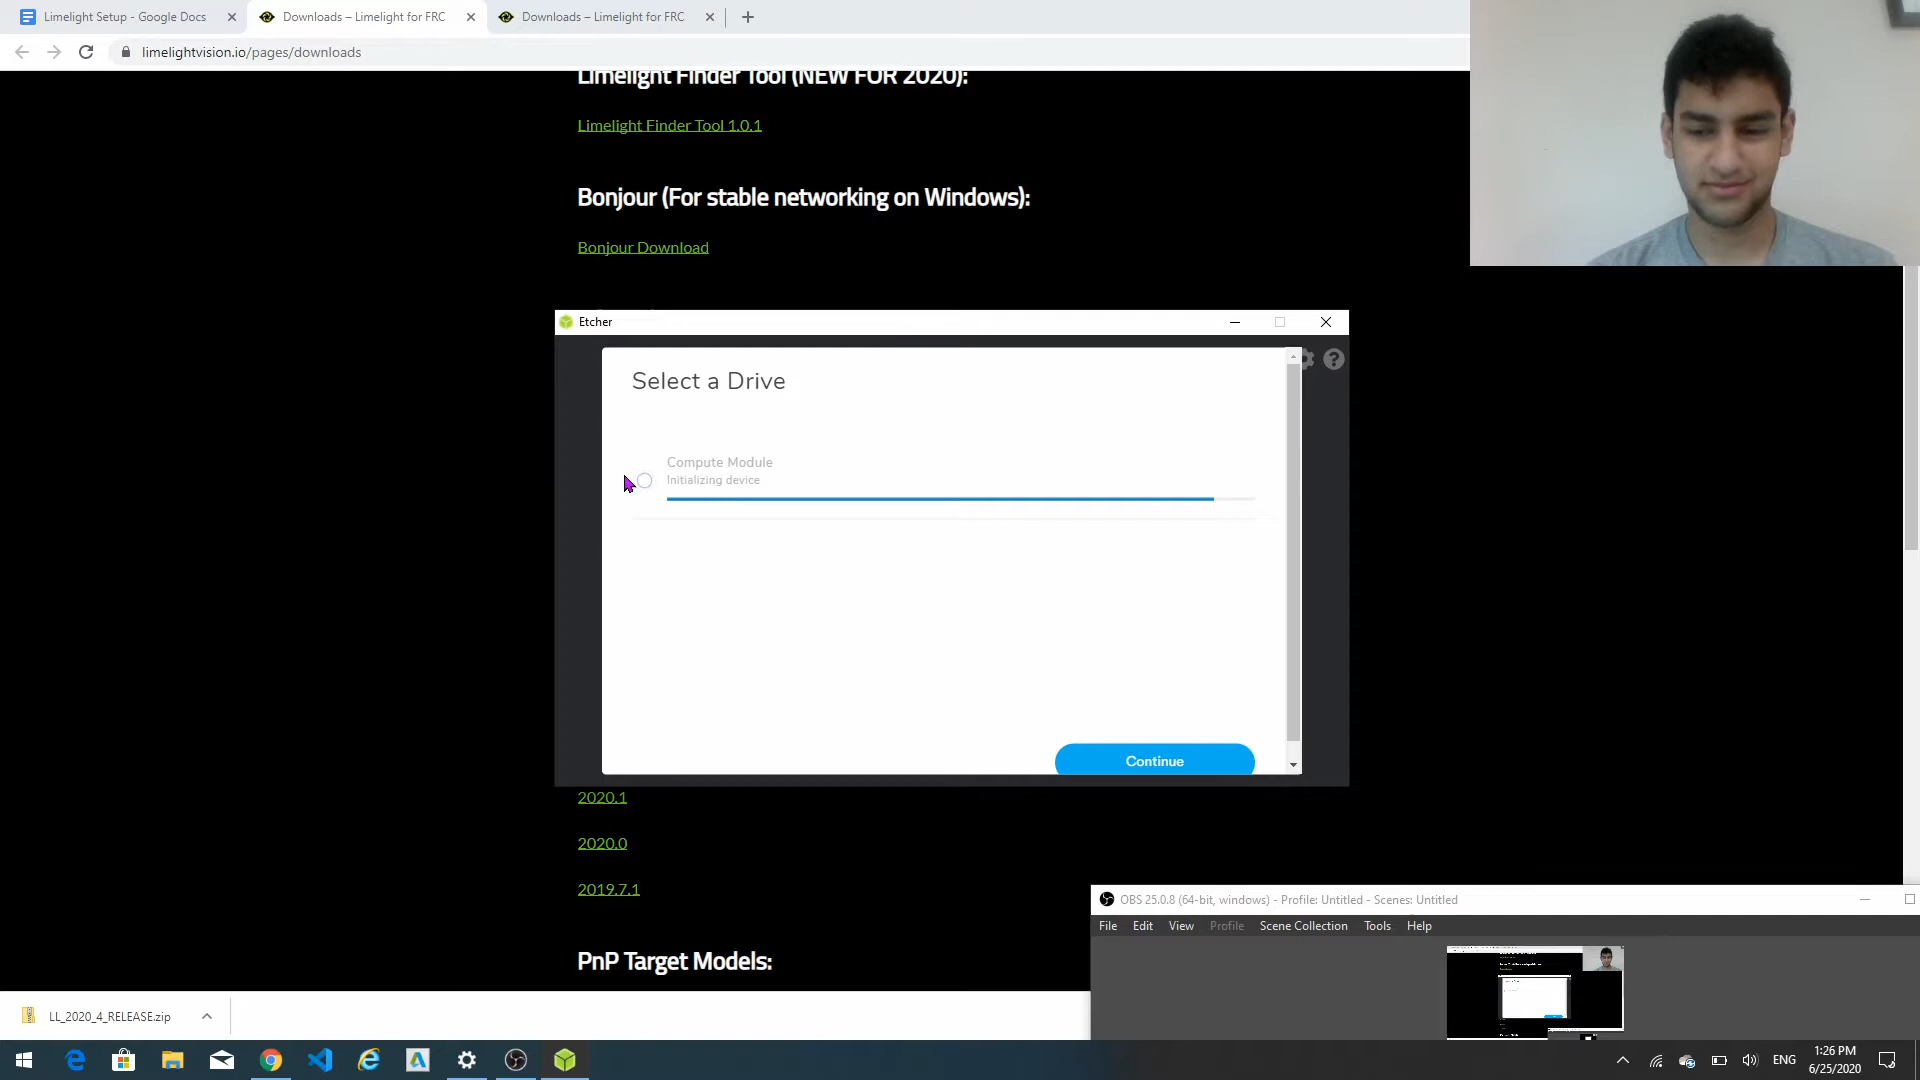 Limelight Setup - Google Docs
Downloads – Limelight for FRC
Downloads – Limelight for FRC
limelightvision.io/pages/downloads
Limelight Finder Tool (NEW FOR 2020):
Limelight Finder Tool 1.0.1
Bonjour (For stable networking on Windows):
Bonjour Download
Etcher
Select a Drive
Compute Module
Initializing device
Continue
2020.1
2020.0
2019.7.1
PnP Target Models:
OBS 25.0.8 (64-bit, windows) - Profile: Untitled - Scenes: Untitled
File Edit View Profile Scene Collection Tools Help
LL_2020_4_RELEASE.zip
ENG
1:26 PM
6/25/2020